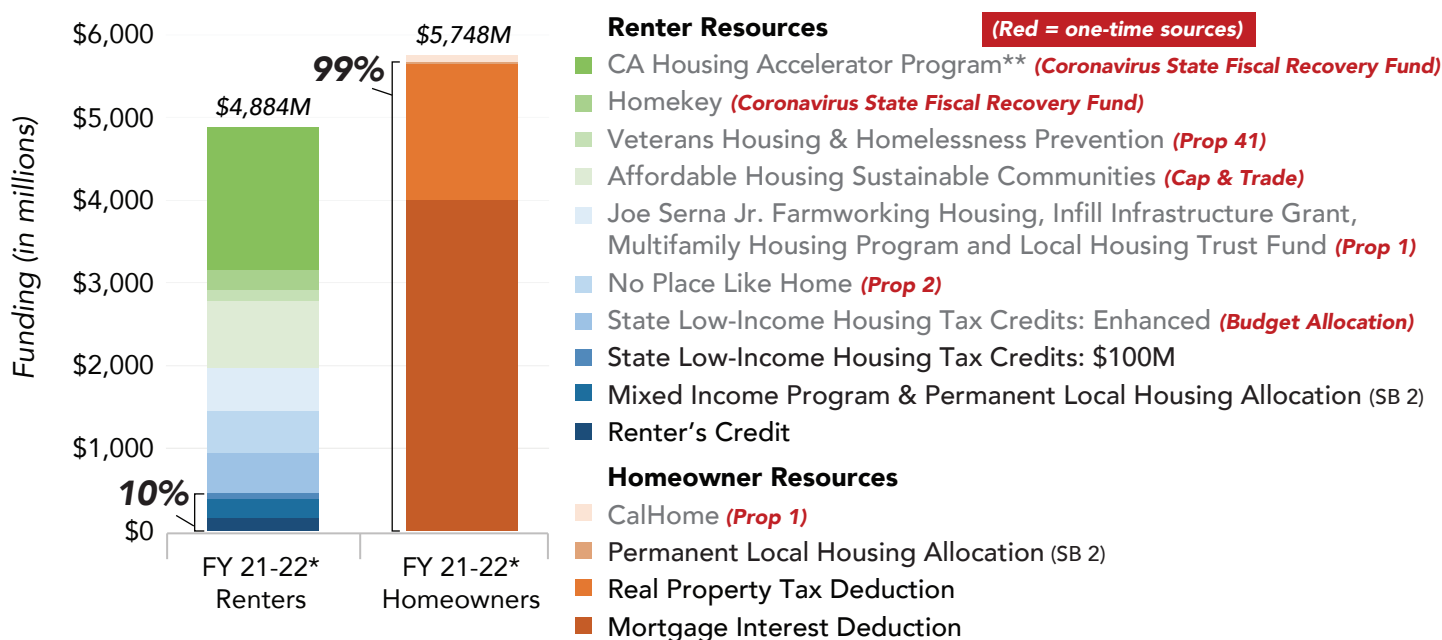 Funding (in millions)
$6,000
$5,000
$4,000
$3,000
$2,000
$1,000
$0
$4,884M
10%
$5,748M
99%
FY 21-22*
Renters
FY 21-22*
Homeowners
Renter Resources
(Red = one-time sources)
CA Housing Accelerator Program** (Coronavirus State Fiscal Recovery Fund)
Homekey (Coronavirus State Fiscal Recovery Fund)
Veterans Housing & Homelessness Prevention (Prop 41)
Affordable Housing Sustainable Communities (Cap & Trade)
Joe Serna Jr. Farmworking Housing, Infill Infrastructure Grant,
Multifamily Housing Program and Local Housing Trust Fund (Prop 1)
No Place Like Home (Prop 2)
State Low-Income Housing Tax Credits: Enhanced (Budget Allocation)
State Low-Income Housing Tax Credits: $100M
Mixed Income Program & Permanent Local Housing Allocation (SB 2)
Renter’s Credit
Homeowner Resources
CalHome (Prop 1)
Permanent Local Housing Allocation (SB 2)
Real Property Tax Deduction
Mortgage Interest Deduction